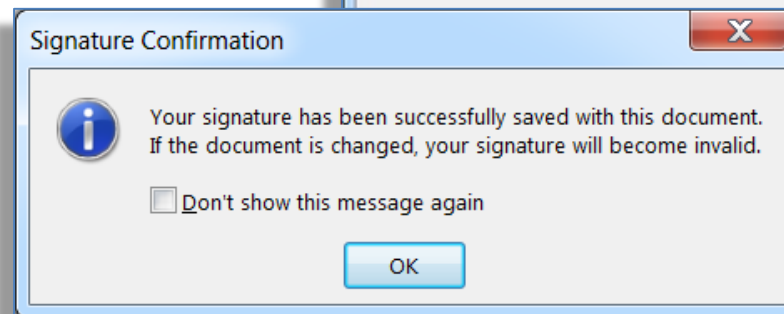 Signature Confirmation
Your signature has been successfully saved with this document.
If the document is changed, your signature will become invalid.
Don't show this message again
OK